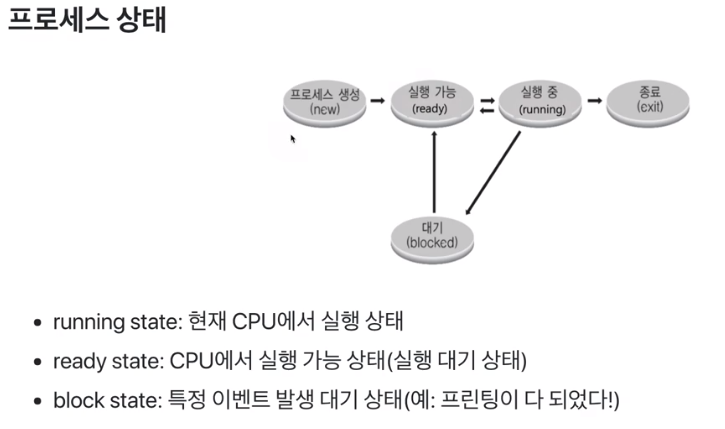 프로세스 상태
프로세스 생성
(new)
실행 가능
(ready)
실행 중
(running)
종료
(exit)
대기
(blocked)
• running state: 현재 CPU에서 실행 상태
• ready state: CPU에서 실행 가능 상태(실행 대기 상태)
• block state: 특정 이벤트 발생 대기 상태(예: 프린팅이 다 되었다!)